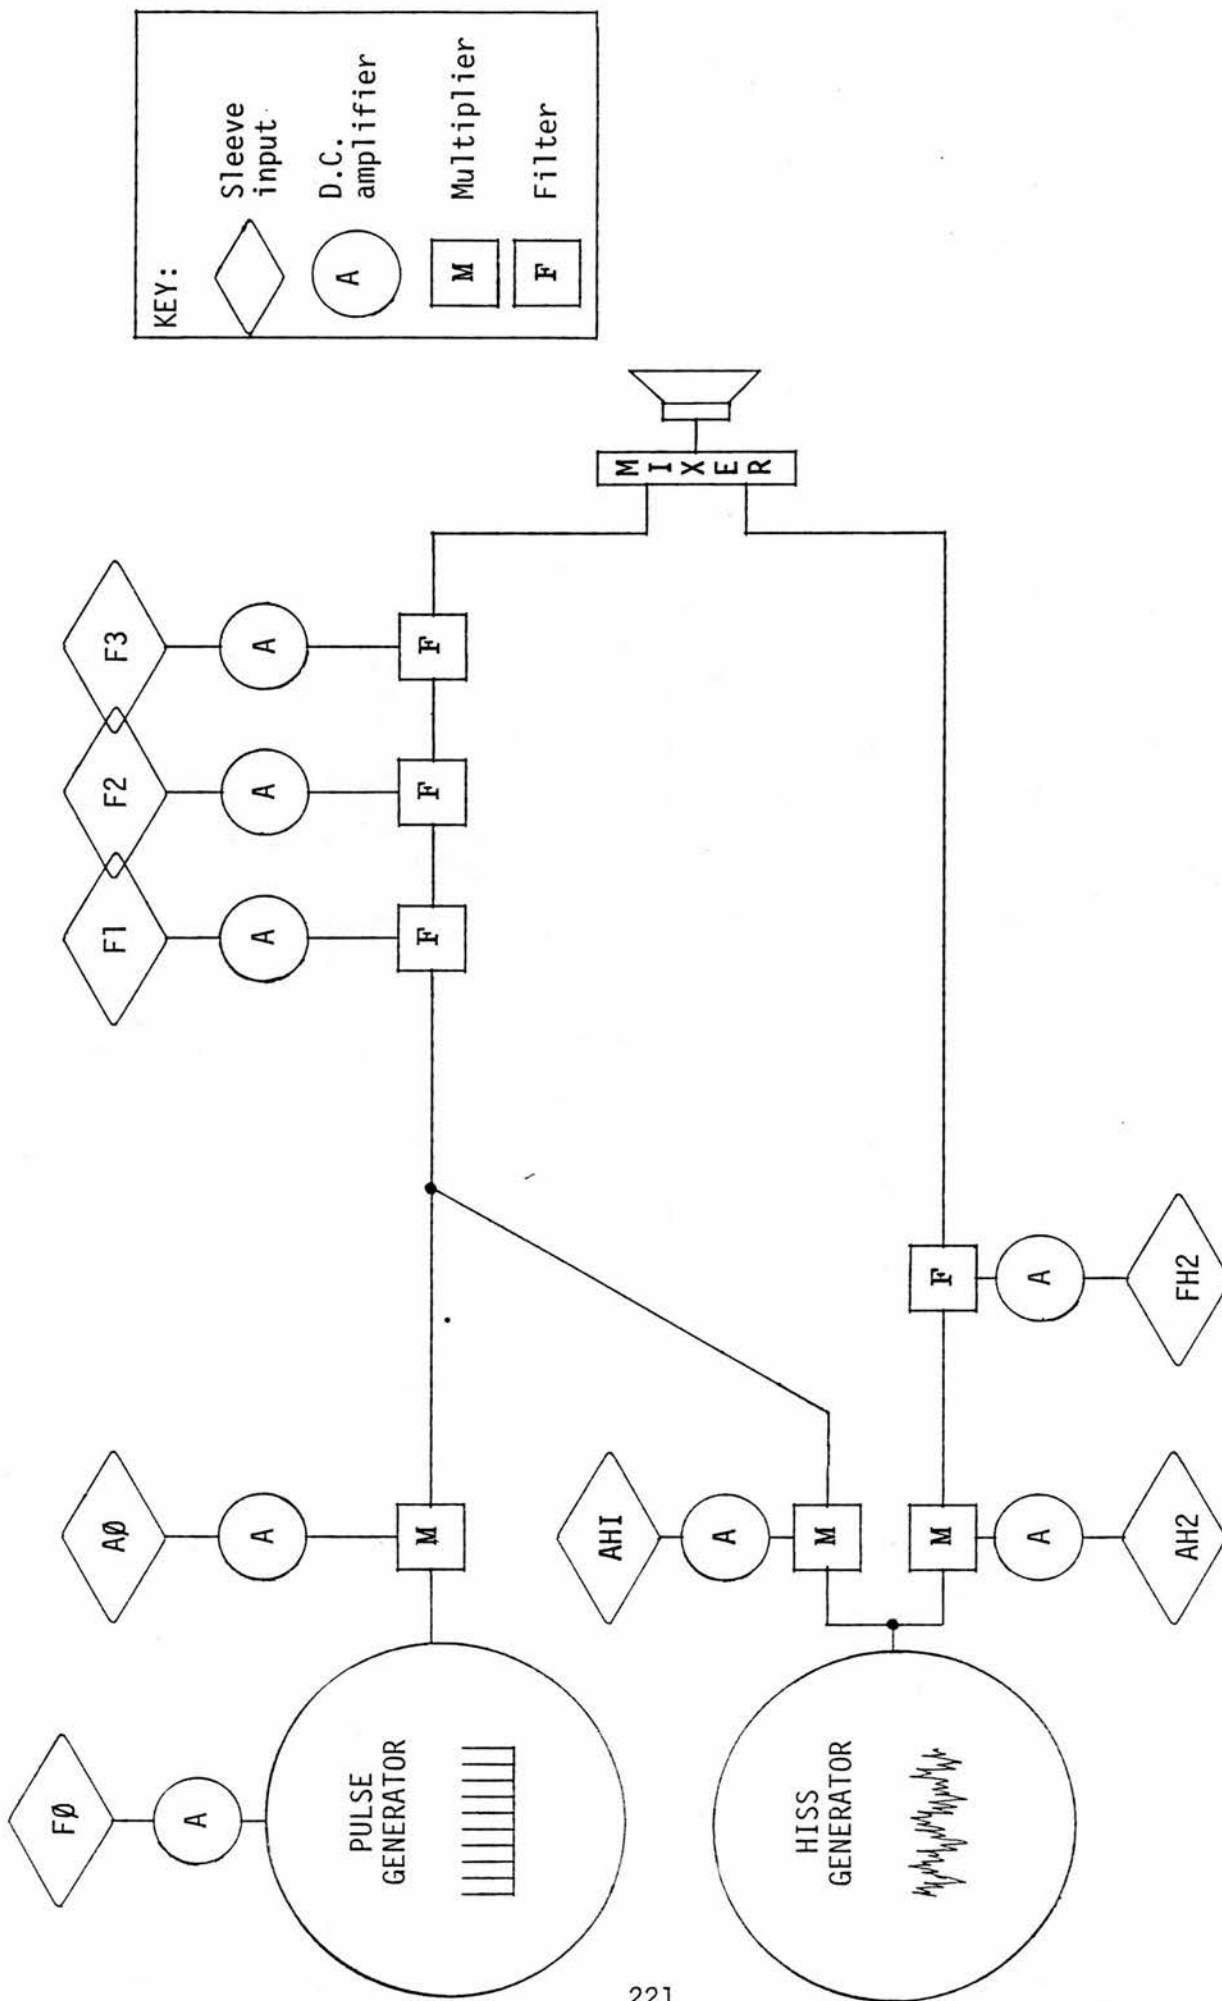 KEY:
Sleeve
input
A
D.C.
amplifier
M
Multiplier
F
Filter
FØ
A
AØ
A
F1
A
F2
A
F3
A
PULSE
GENERATOR
M
F
F
F
MIXER
AHI
A
M
HISS
GENERATOR
M
F
A
A
AH2
FH2
221